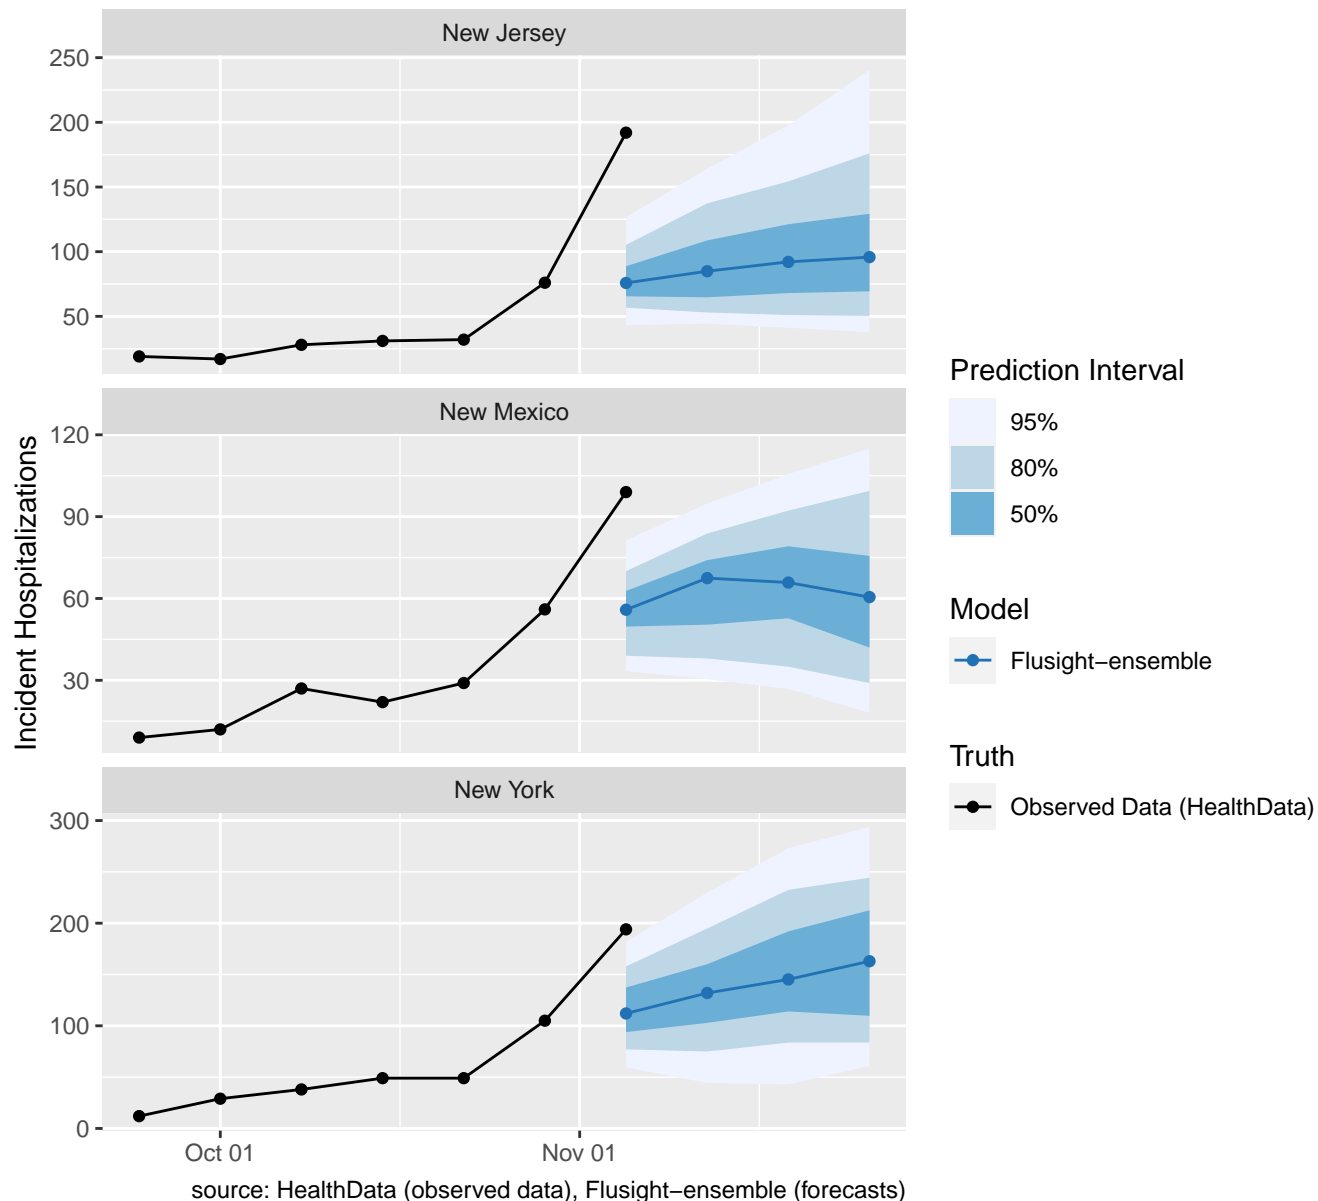 New Jersey
250
200
150
100
50
New Mexico
120
90
60
30
New York
300
200
100
0
Oct 01
Nov 01
Incident Hospitalizations
source: HealthData (observed data), Flusight−ensemble (forecasts)
Prediction Interval
95%
80%
50%
Model
Flusight−ensemble
Truth
Observed Data (HealthData)